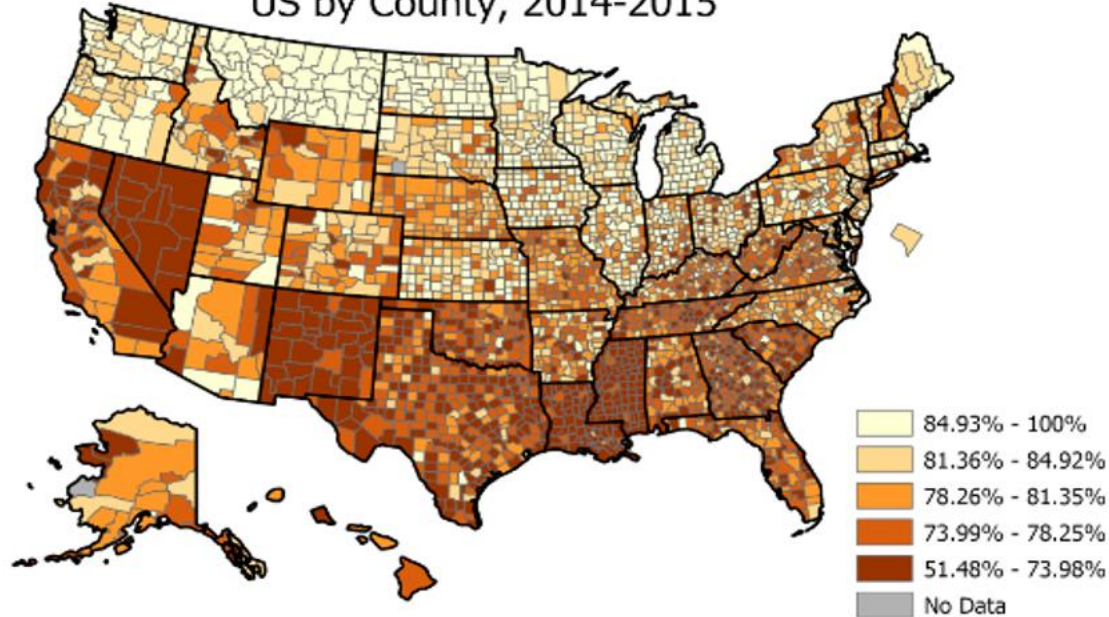 US by County, 2014-2015
84.93% - 100%
81.36% - 84.92%
78.26% - 81.35%
73.99% - 78.25%
51.48% - 73.98%
No Data